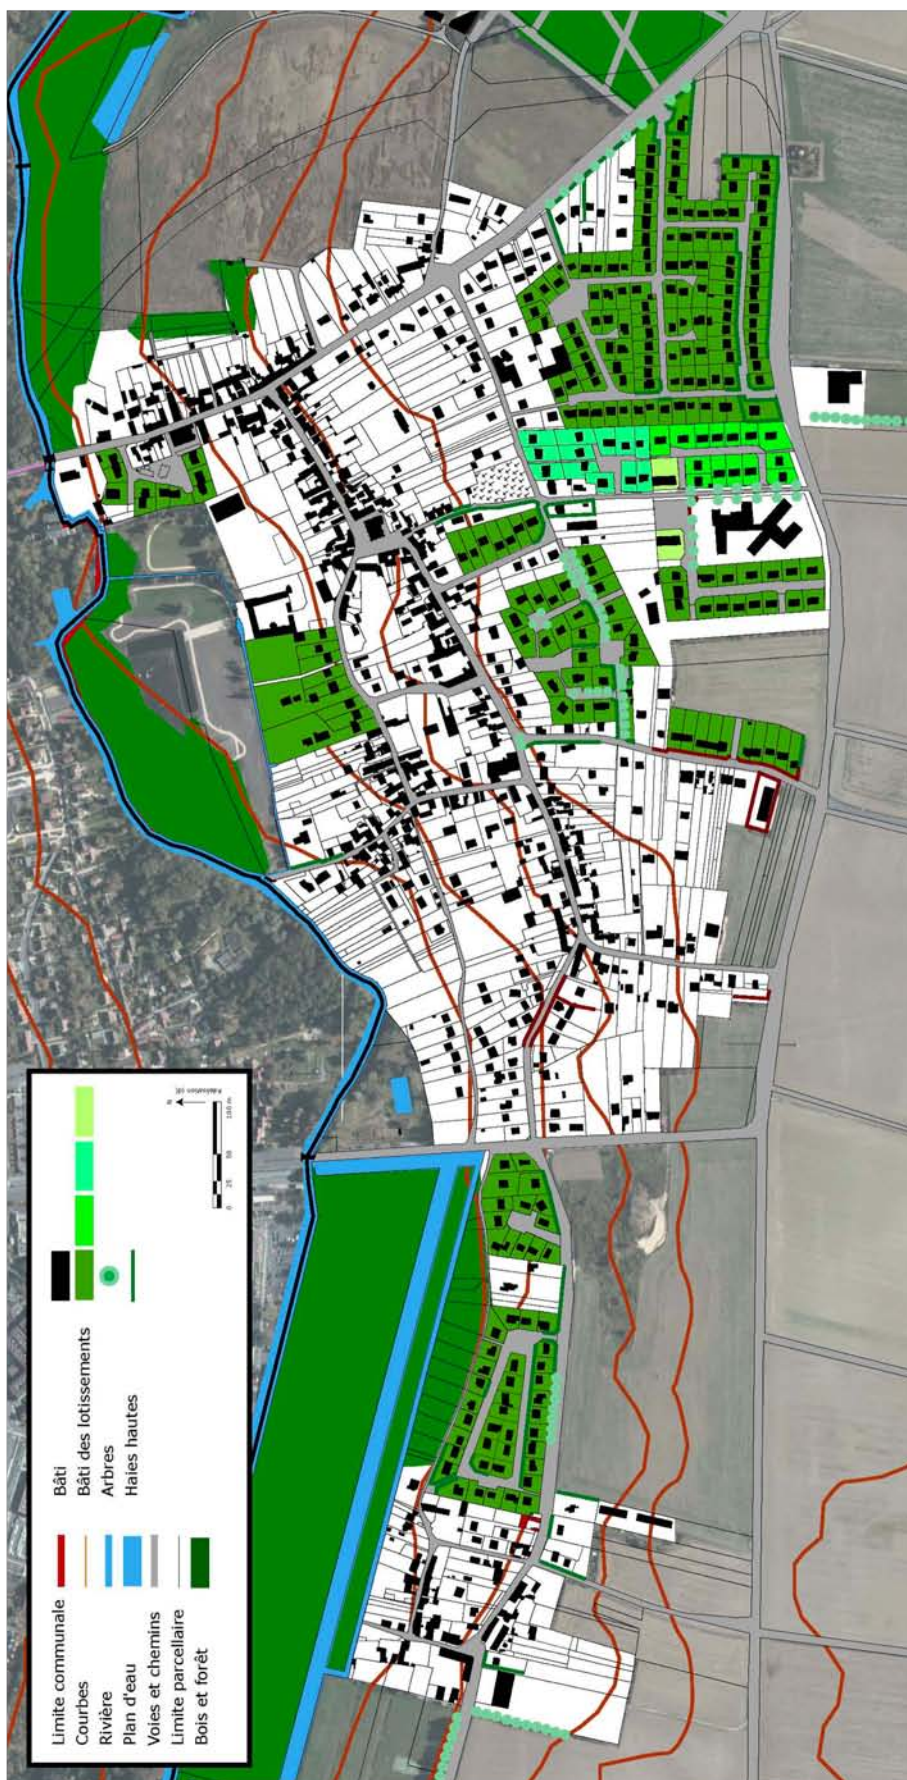 Limite communale
Courbes
Rivière
Plan d'eau
Voies et chemins
Limite parcellaire
Bois et forêt
Bâti
Bâti des lotissements
Arbres
Haies hautes
N
0 25 50 100 m